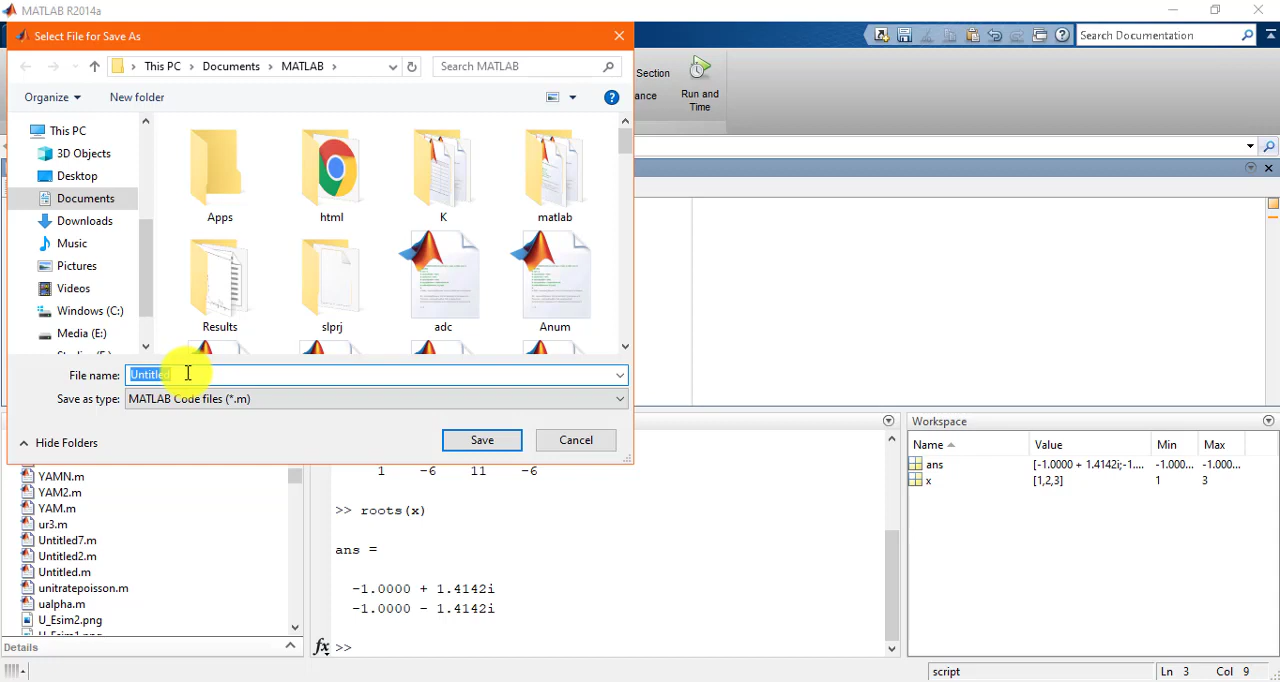 MATLAB R2014a
Select File for Save As
This PC
Documents
MATLAB
Search MATLAB
Search Documentation
Organize
New folder
Section
ance
Run and
Time
This PC
3D Objects
Desktop
Documents
Downloads
Music
Pictures
Videos
Windows (C:)
Media (E:)
Apps
html
K
matlab
Results
slprj
adc
Anum
File name:
Untitled
Save as type:
MATLAB Code files (*.m)
Hide Folders
Save
Cancel
YAMN.m
YAM2.m
YAM.m
ur3.m
Untitled7.m
Untitled2.m
Untitled.m
unitratepoisson.m
ualpha.m
U_Esim2.png
U_Esim1.png
Details
1 -6 11 -6
>> roots(x)
ans =
-1.0000 + 1.4142i
-1.0000 - 1.4142i
fx >>
Workspace
Name Value Min Max
ans [-1.0000 + 1.4142i;-1.... -1.000... -1.000...
x [1,2,3] 1 3
script
Ln 3 Col 9